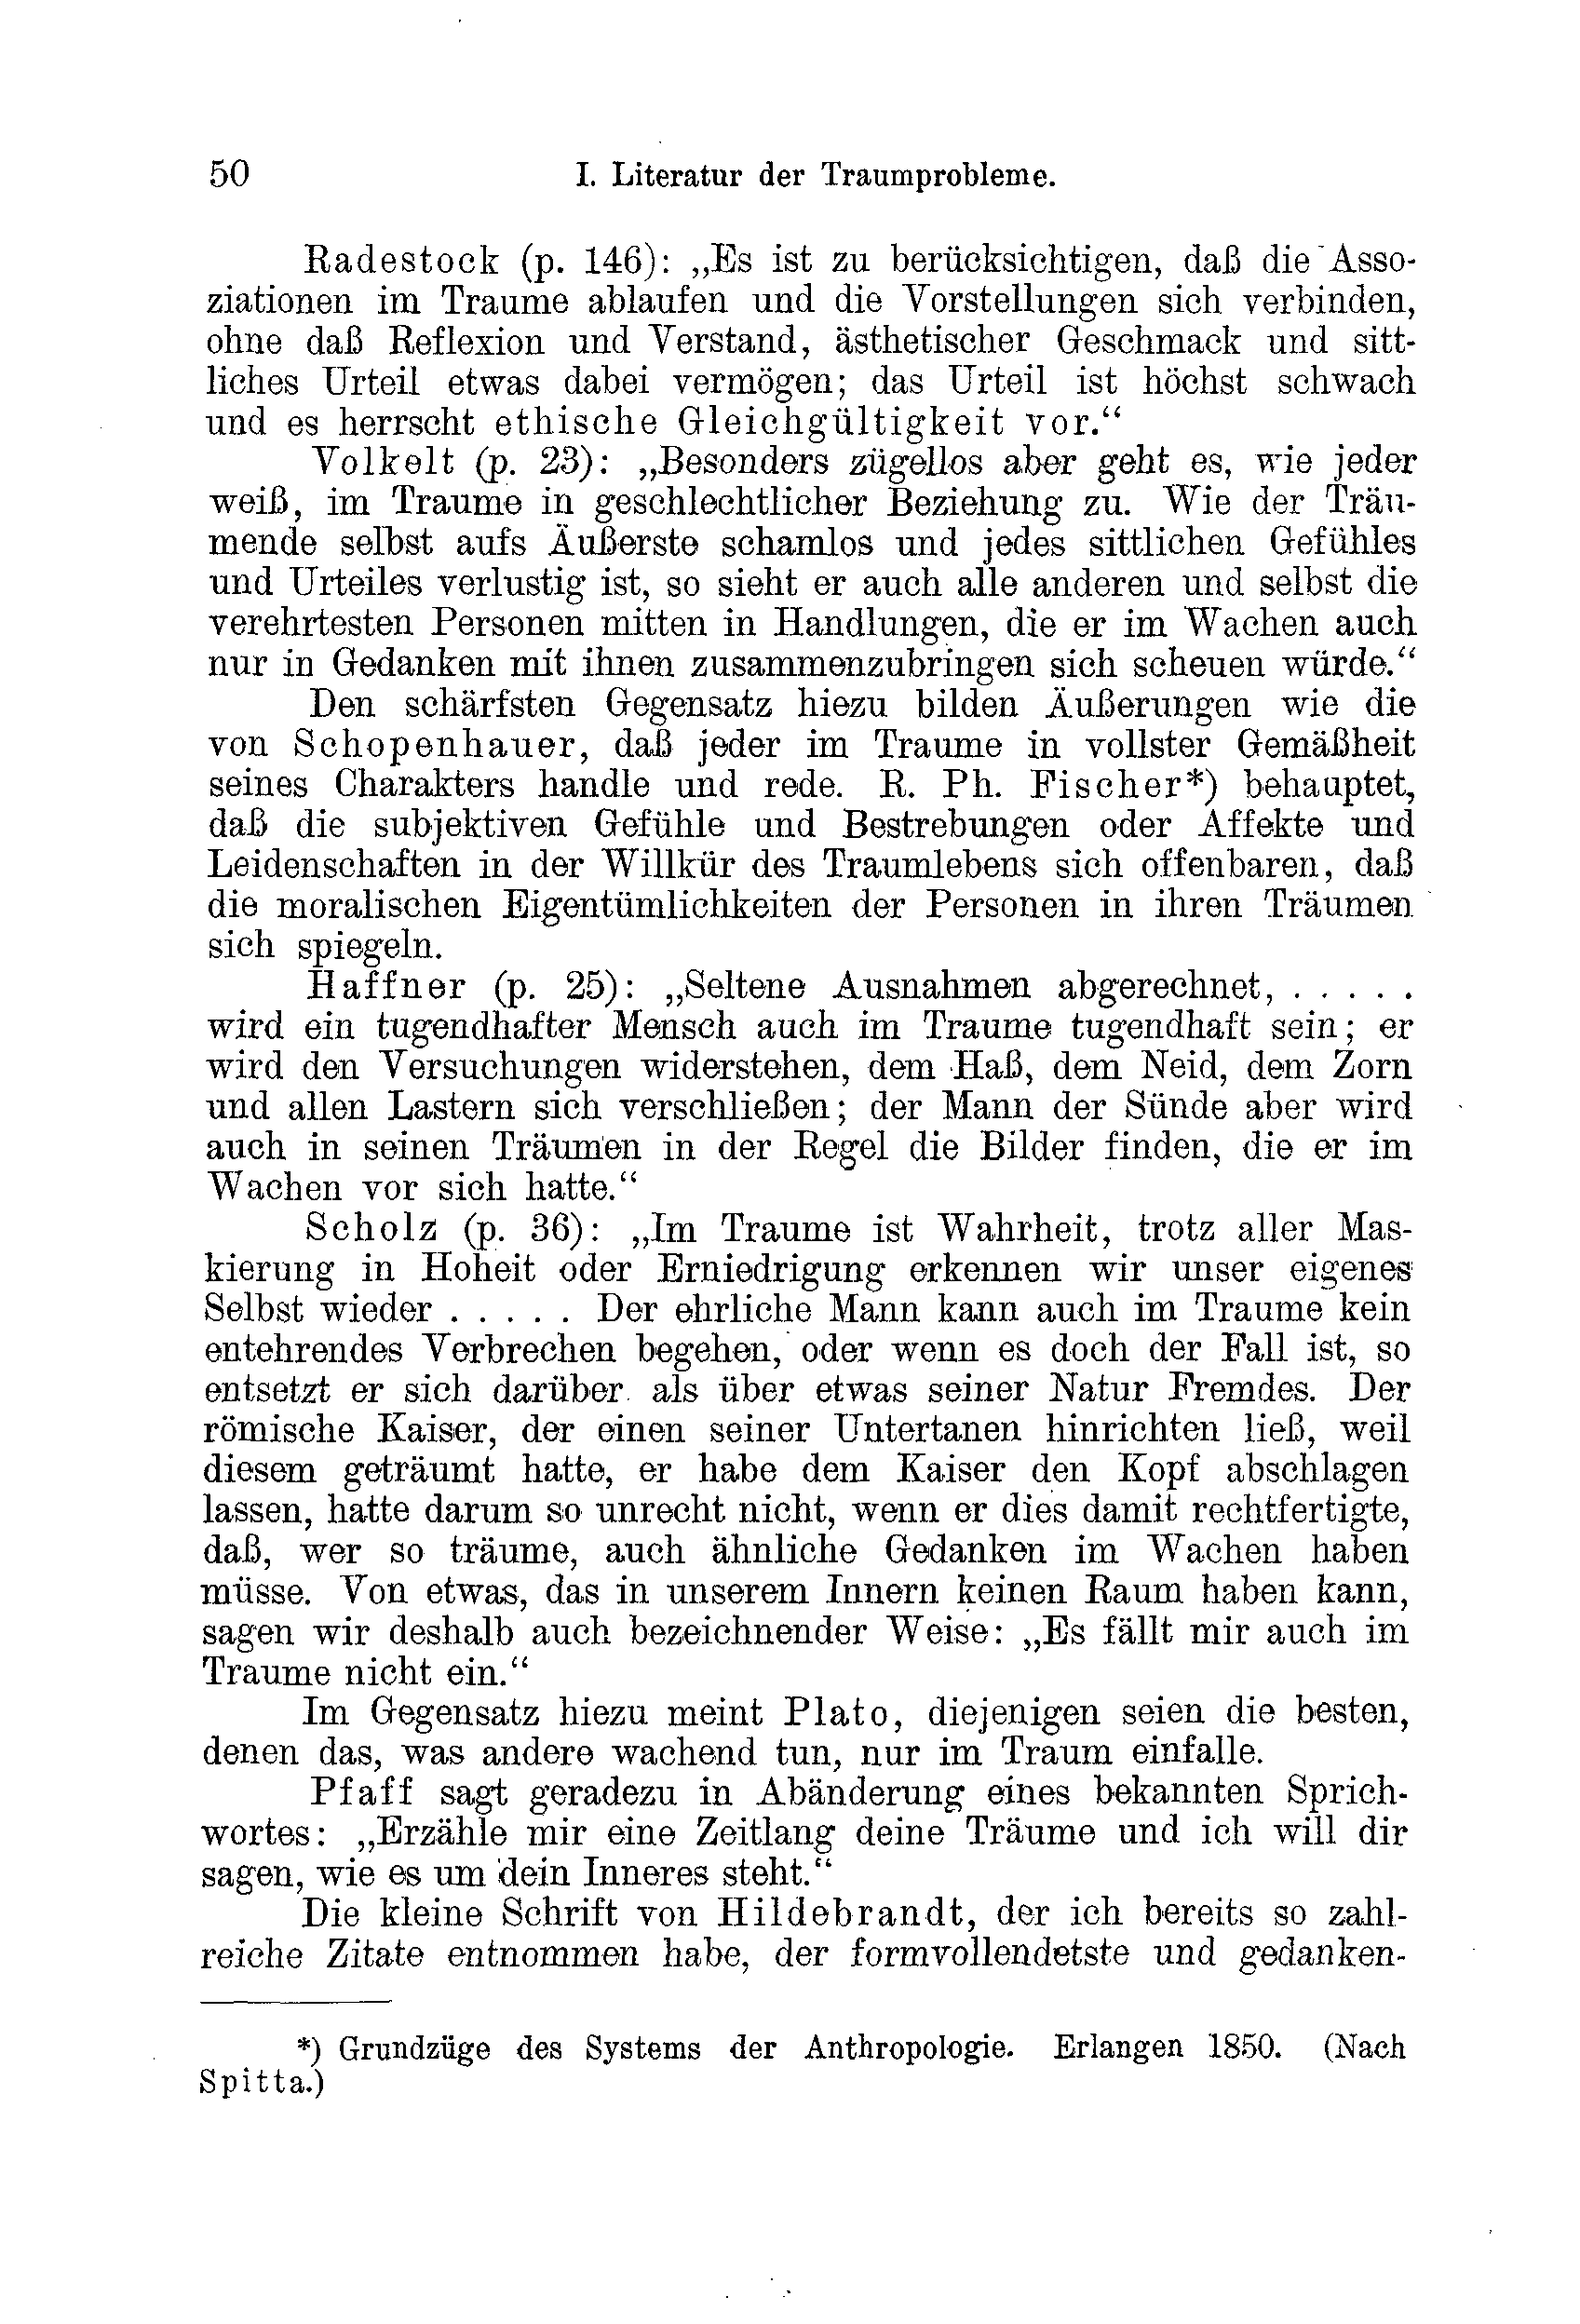 50 I. Literatur der Traumprobleme.
Radestock (p. 146): „Es ist zu berücksichtigen, daß die Asso-
ziationen im Traume ablaufen und die Vorstellungen sich verbinden,
ohne daß Reflexion und Verstand, ästhetischer Geschmack und sitt-
liches Urteil etwas dabei vermögen; das Urteil ist höchst schwach
und es herrscht ethische Gleichgültigkeit vor.“
Volkelt (p. 23): „Besonders zügellos aber geht es, wie jeder
weiß, im Traume in geschlechtlicher Beziehung zu. Wie der Träu-
mende selbst aufs Äußerste schamlos und jedes sittlichen Gefühles
und Urteiles verlustig ist, so sieht er auch alle anderen und selbst die
verehrtesten Personen mitten in Handlungen, die er im Wachen auch
nur in Gedanken mit ihnen zusammenzubringen sich scheuen würde.“
Den schärfsten Gegensatz hiezu bilden Äußerungen wie die
von Schopenhauer, daß jeder im Traume in vollster Gemäßheit
seines Charakters handle und rede. R. Ph. Fischer*) behauptet,
daß die subjektiven Gefühle und Bestrebungen oder Affekte und
Leidenschaften in der Willkür des Traumlebens sich offenbaren, daß
die moralischen Eigentümlichkeiten der Personen in ihren Träumen
sich spiegeln.
Haffner (p. 25): „Seltene Ausnahmen abgerechnet, . . . . .
wird ein tugendhafter Mensch auch im Traume tugendhaft sein; er
wird den Versuchungen widerstehen, dem Haß, dem Neid, dem Zorn
und allen Lastern sich verschließen; der Mann der Sünde aber wird
auch in seinen Träumen in der Regel die Bilder finden, die er im
Wachen vor sich hatte.“
Scholz (p. 36): „Im Traume ist Wahrheit, trotz aller Mas-
kierung in Hoheit oder Erniedrigung erkennen wir unser eigenes
Selbst wieder . . . . . Der ehrliche Mann kann auch im Traume kein
entehrendes Verbrechen begehen, oder wenn es doch der Fall ist, so
entsetzt er sich darüber als über etwas seiner Natur Fremdes. Der
römische Kaiser, der einen seiner Untertanen hinrichten ließ, weil
diesem geträumt hatte, er habe dem Kaiser den Kopf abschlagen
lassen, hatte darum so unrecht nicht, wenn er dies damit rechtfertigte,
daß, wer so träume, auch ähnliche Gedanken im Wachen haben
müsse. Von etwas, das in unserem Innern keinen Raum haben kann,
sagen wir deshalb auch bezeichnender Weise: „Es fällt mir auch im
Traume nicht ein.“
Im Gegensatz hiezu meint Plato, diejenigen seien die besten,
denen das, was andere wachend tun, nur im Traum einfalle.
Pfaff sagt geradezu in Abänderung eines bekannten Sprich-
wortes: „Erzähle mir eine Zeitlang deine Träume und ich will dir
sagen, wie es um dein Inneres steht.“
Die kleine Schrift von Hildebrandt, der ich bereits so zahl-
reiche Zitate entnommen habe, der formvollendetste und gedanken-
*) Grundzüge des Systems der Anthropologie. Erlangen 1850. (Nach
Spitta.)